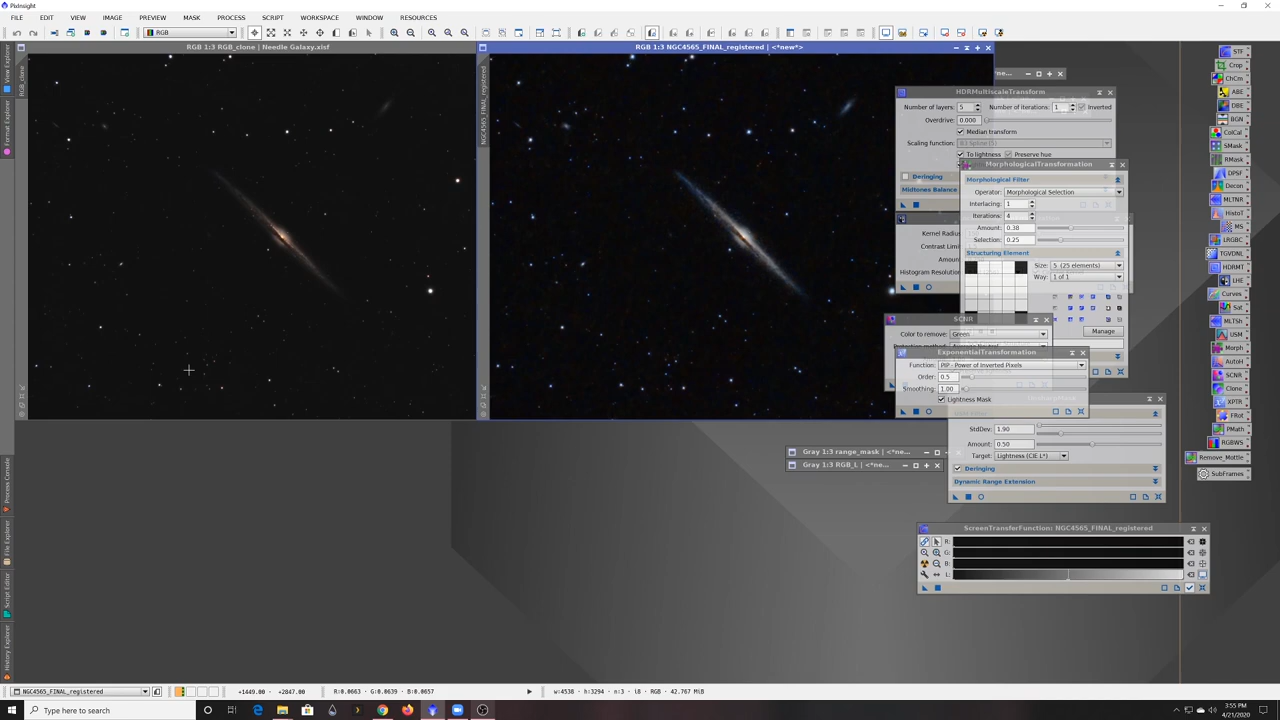 PixInsight
FILE EDIT VIEW IMAGE PREVIEW MASK PROCESS SCRIPT WORKSPACE WINDOW RESOURCES
RGB
RGB 1:3 RGB_clone | Needle Galaxy.xisf
RGB 1:3 NGC4565_FINAL_registered | <*new*>
View Explorer
Format Explorer
Process Console
File Explorer
Script Editor
History Explorer
RGB_clone
NGC4565_FINAL_registered
HDRMultiscaleTransform
Number of layers: 5 Number of iterations: 1 Inverted
Overdrive: 0.000
Median transform
Scaling function:
To lightness Preserve hue
Deringing
Midtones Balance
MorphologicalTransformation
Morphological Filter
Operator: Morphological Selection
Interlacing: 1
Iterations: 4
Amount: 0.38
Selection: 0.25
Structuring Element
Size: 5 (25 elements)
Way: 1 of 1
Manage
Kernel Radius
Contrast Limit
Amount
Histogram Resolution
SCNR
Color to remove: Green
ExponentialTransformation
Function: PIP - Power of Inverted Pixels
Order: 0.5
Smoothing: 1.00
Lightness Mask
StdDev: 1.90
Amount: 0.50
Target: Lightness (CIE L*)
Deringing
Dynamic Range Extension
Gray 1:3 range_mask | <*ne...
Gray 1:3 RGB_L | <*ne...
ScreenTransferFunction: NGC4565_FINAL_registered
R:
G:
B:
L:
STF
Crop
ChCm
ABE
DBE
BGN
ColCal
SMask
RMask
DPSF
Decon
MLTNR
HistoT
MS
LRGBC
TGVDNL
HDRMT
LHE
Curves
Sat
MLTSh
USM
Morph
AutoH
SCNR
Clone
XPTR
FRot
PMath
RGBWS
Remove_Mottle
SubFrames
NGC4565_FINAL_registered
+1449.00 +2847.00 R:0.0663 G:0.0639 B:0.0657
w:4538 h:3294 n:3 i8 RGB 42.767 MiB
Type here to search
3:55 PM
4/21/2020